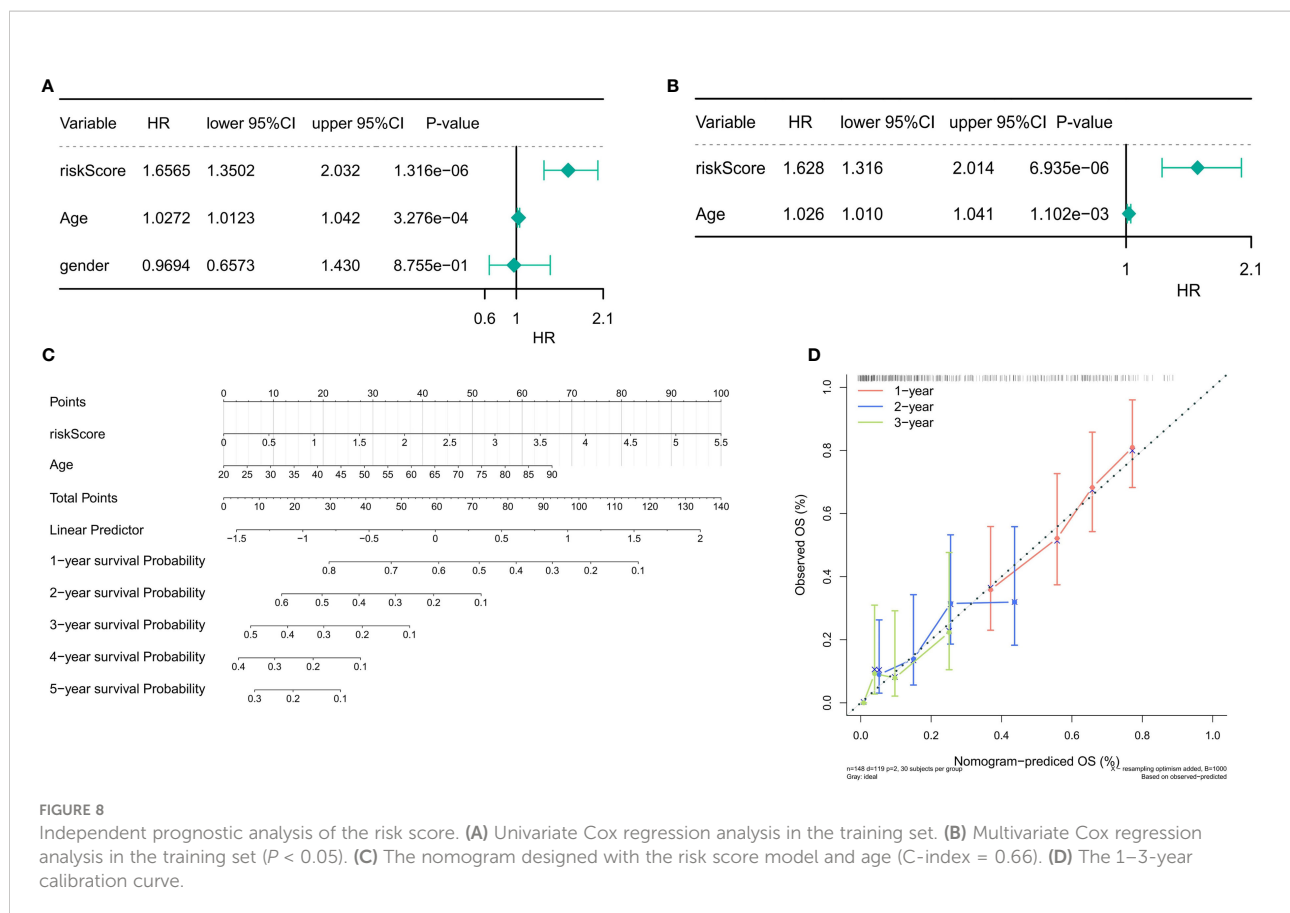 A
Variable HR lower 95%CI upper 95%CI P-value
riskScore 1.6565 1.3502 2.032 1.316e−06
Age 1.0272 1.0123 1.042 3.276e−04
gender 0.9694 0.6573 1.430 8.755e−01
0.6 1 2.1
HR
B
Variable HR lower 95%CI upper 95%CI P-value
riskScore 1.628 1.316 2.014 6.935e−06
Age 1.026 1.010 1.041 1.102e−03
1 2.1
HR
C
Points 0 10 20 30 40 50 60 70 80 90 100
riskScore 0 0.5 1 1.5 2 2.5 3 3.5 4 4.5 5 5.5
Age 20 25 30 35 40 45 50 55 60 65 70 75 80 85 90
Total Points 0 10 20 30 40 50 60 70 80 90 100 110 120 130 140
Linear Predictor −1.5 −1 −0.5 0 0.5 1 1.5 2
1−year survival Probability 0.8 0.7 0.6 0.5 0.4 0.3 0.2 0.1
2−year survival Probability 0.6 0.5 0.4 0.3 0.2 0.1
3−year survival Probability 0.5 0.4 0.3 0.2 0.1
4−year survival Probability 0.4 0.3 0.2 0.1
5−year survival Probability 0.3 0.2 0.1
D
1−year
2−year
3−year
Observed OS (%)
1.0
0.8
0.6
0.4
0.2
0.0
0.0 0.2 0.4 0.6 0.8 1.0
Nomogram−prediced OS (%)
n=148 d=119 p=2, 30 subjects per group
Gray: ideal
X − resampling optimism added, B=1000
Based on observed−predicted
FIGURE 8
Independent prognostic analysis of the risk score. (A) Univariate Cox regression analysis in the training set. (B) Multivariate Cox regression
analysis in the training set (P < 0.05). (C) The nomogram designed with the risk score model and age (C-index = 0.66). (D) The 1–3-year
calibration curve.